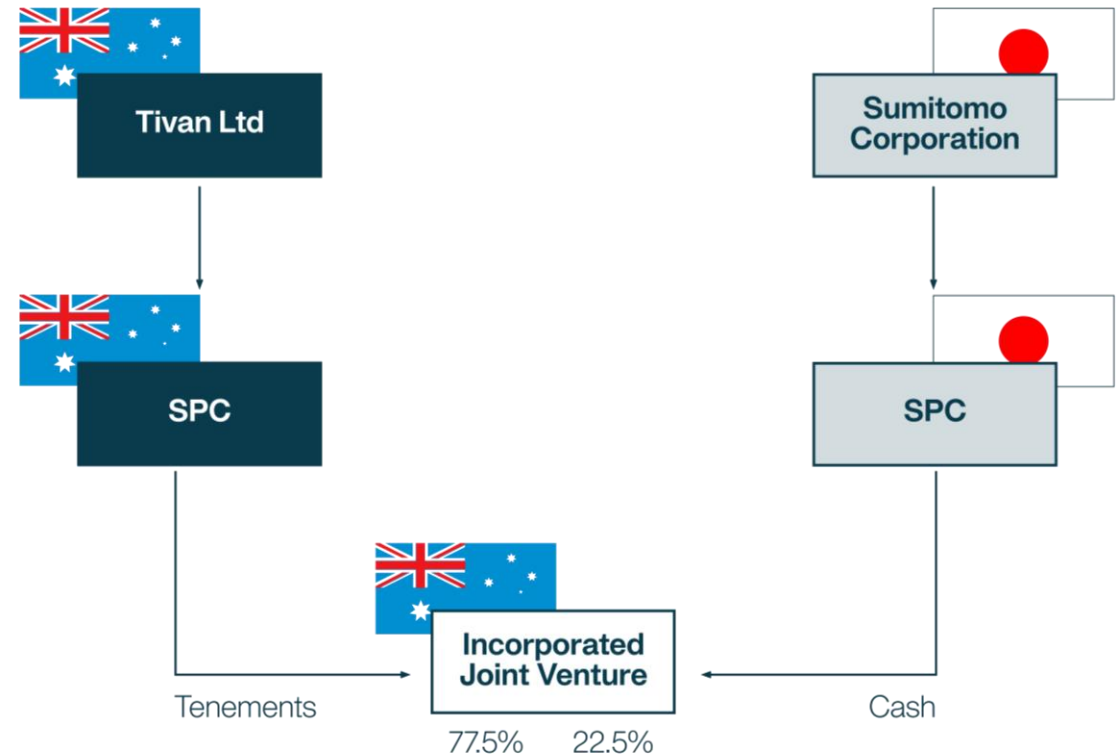 Tivan Ltd
Sumitomo
Corporation
SPC
SPC
Incorporated
Joint Venture
Tenements
Cash
77.5% 22.5%